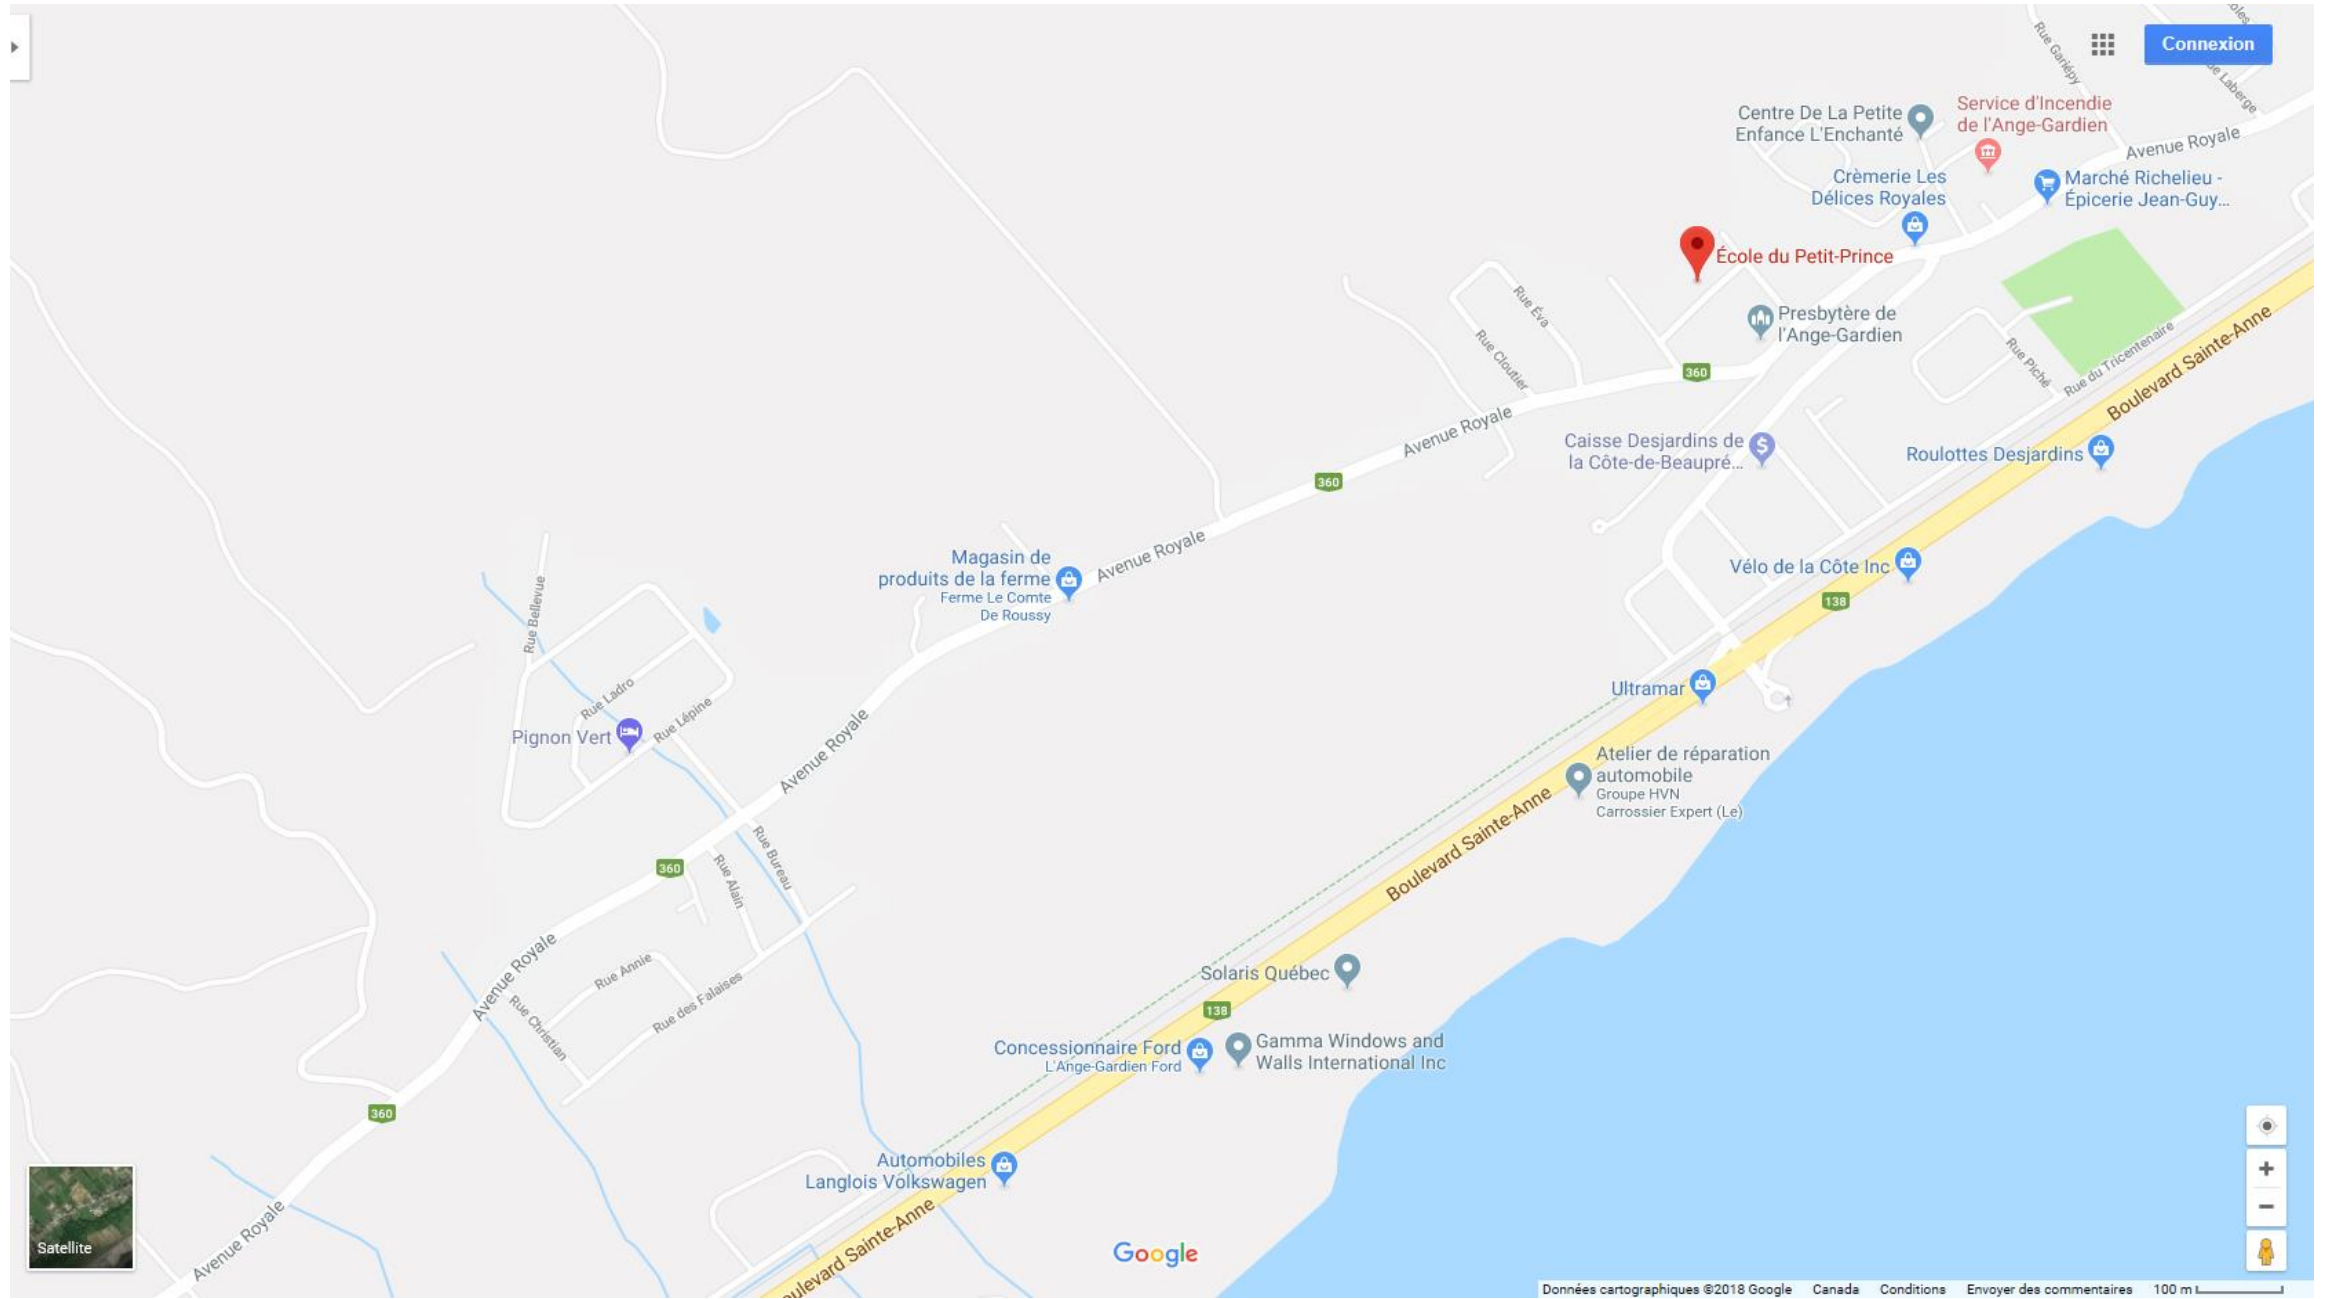 Connexion
Rue Gariépy
Rue Laberge
Centre De La Petite
Enfance L'Enchanté
Service d'Incendie
de l'Ange-Gardien
Avenue Royale
Crèmerie Les
Délices Royales
Marché Richelieu -
Épicerie Jean-Guy...
École du Petit-Prince
Rue Éva
Presbytère de
l'Ange-Gardien
Rue Cloutier
360
Rue Piché
Rue du Tricentenaire
Boulevard Sainte-Anne
Avenue Royale
Caisse Desjardins de
la Côte-de-Beaupré...
Roulottes Desjardins
360
Magasin de
produits de la ferme
Ferme Le Comte
De Roussy
Avenue Royale
Vélo de la Côte Inc
138
Rue Bellevue
Rue Ladro
Rue Lépine
Pignon Vert
Avenue Royale
Ultramar
Atelier de réparation
automobile
Groupe HVN
Carrossier Expert (Le)
Boulevard Sainte-Anne
Rue Bureau
Rue Alain
360
Avenue Royale
Rue Annie
Rue des Falaises
Rue Christian
Solaris Québec
138
Concessionnaire Ford
L'Ange-Gardien Ford
Gamma Windows and
Walls International Inc
360
Automobiles
Langlois Volkswagen
Avenue Royale
Boulevard Sainte-Anne
Satellite
Google
Données cartographiques ©2018 Google Canada Conditions Envoyer des commentaires 100 m